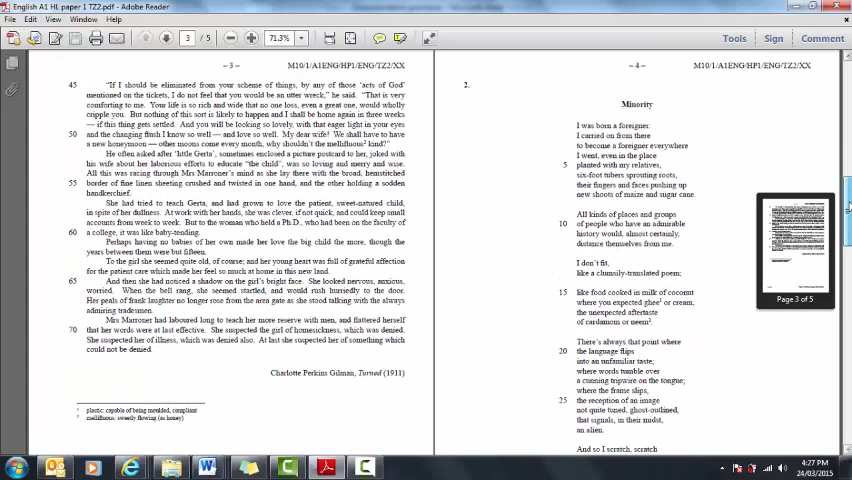 English A1 HL paper 1 TZ2.pdf - Adobe Reader
File Edit View Window Help
3 / 5 71.3% Tools Sign Comment
– 3 – M10/1/A1ENG/HP1/ENG/TZ2/XX
45 "If I should be eliminated from your scheme of things, by any of those 'acts of God'
mentioned on the tickets, I do not feel that you would be an utter wreck," he said. "That is very
comforting to me. Your life is so rich and wide that no one loss, even a great one, would wholly
cripple you. But nothing of this sort is likely to happen and I shall be home again in three weeks
— if this thing gets settled. And you will be looking so lovely, with that eager light in your eyes
50 and the changing flush I know so well — and love so well. My dear wife! We shall have to have
a new honeymoon – other moons come every month, why shouldn't the mellifluous² kind?"
He often asked after 'little Gerta', sometimes enclosed a picture postcard to her, joked with
his wife about her laborious efforts to educate "the child", was so loving and merry and wise.
All this was racing through Mrs Marroner's mind as she lay there with the broad, hemstitched
55 border of fine linen sheeting crushed and twisted in one hand, and the other holding a sodden
handkerchief.
She had tried to teach Gerta, and had grown to love the patient, sweet-natured child,
in spite of her dullness. At work with her hands, she was clever, if not quick, and could keep small
accounts from week to week. But to the woman who held a Ph.D., who had been on the faculty of
60 a college, it was like baby-tending.
Perhaps having no babies of her own made her love the big child the more, though the
years between them were but fifteen.
To the girl she seemed quite old, of course; and her young heart was full of grateful affection
for the patient care which made her feel so much at home in this new land.
65 And then she had noticed a shadow on the girl's bright face. She looked nervous, anxious,
worried. When the bell rang, she seemed startled, and would rush hurriedly to the door.
Her peals of frank laughter no longer rose from the area gate as she stood talking with the always
admiring tradesmen.
Mrs Marroner had laboured long to teach her more reserve with men, and flattered herself
70 that her words were at last effective. She suspected the girl of homesickness, which was denied.
She suspected her of illness, which was denied also. At last she suspected her of something which
could not be denied.
Charlotte Perkins Gilman, Turned (1911)
¹ plastic: capable of being moulded, compliant
² mellifluous: sweetly flowing (as honey)
– 4 – M10/1/A1ENG/HP1/ENG/TZ2/XX
2.
Minority
I was born a foreigner.
I carried on from there
to become a foreigner everywhere
I went, even in the place
5 planted with my relatives,
six-foot tubers sprouting roots,
their fingers and faces pushing up
new shoots of maize and sugar cane.
All kinds of places and groups
10 of people who have an admirable
history would, almost certainly,
distance themselves from me.
I don't fit,
like a clumsily-translated poem;
15 like food cooked in milk of coconut
where you expected ghee¹ or cream,
the unexpected aftertaste
of cardamom or neem².
There's always that point where
20 the language flips
into an unfamiliar taste;
where words tumble over
a cunning tripwire on the tongue;
where the frame slips,
25 the reception of an image
not quite tuned, ghost-outlined,
that signals, in their midst,
an alien.
And so I scratch, scratch
Page 3 of 5
4:27 PM
24/03/2015